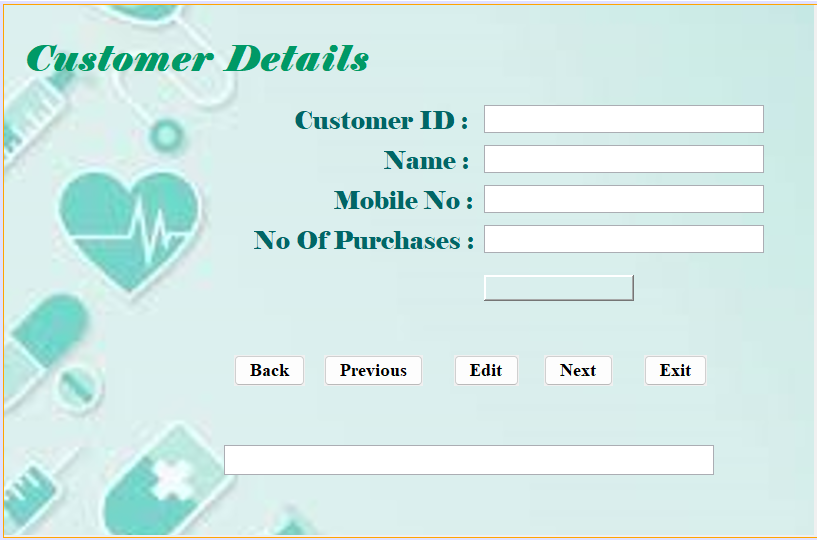 Customer Details
Customer ID :
Name :
Mobile No :
No Of Purchases :
Back Previous Edit Next Exit